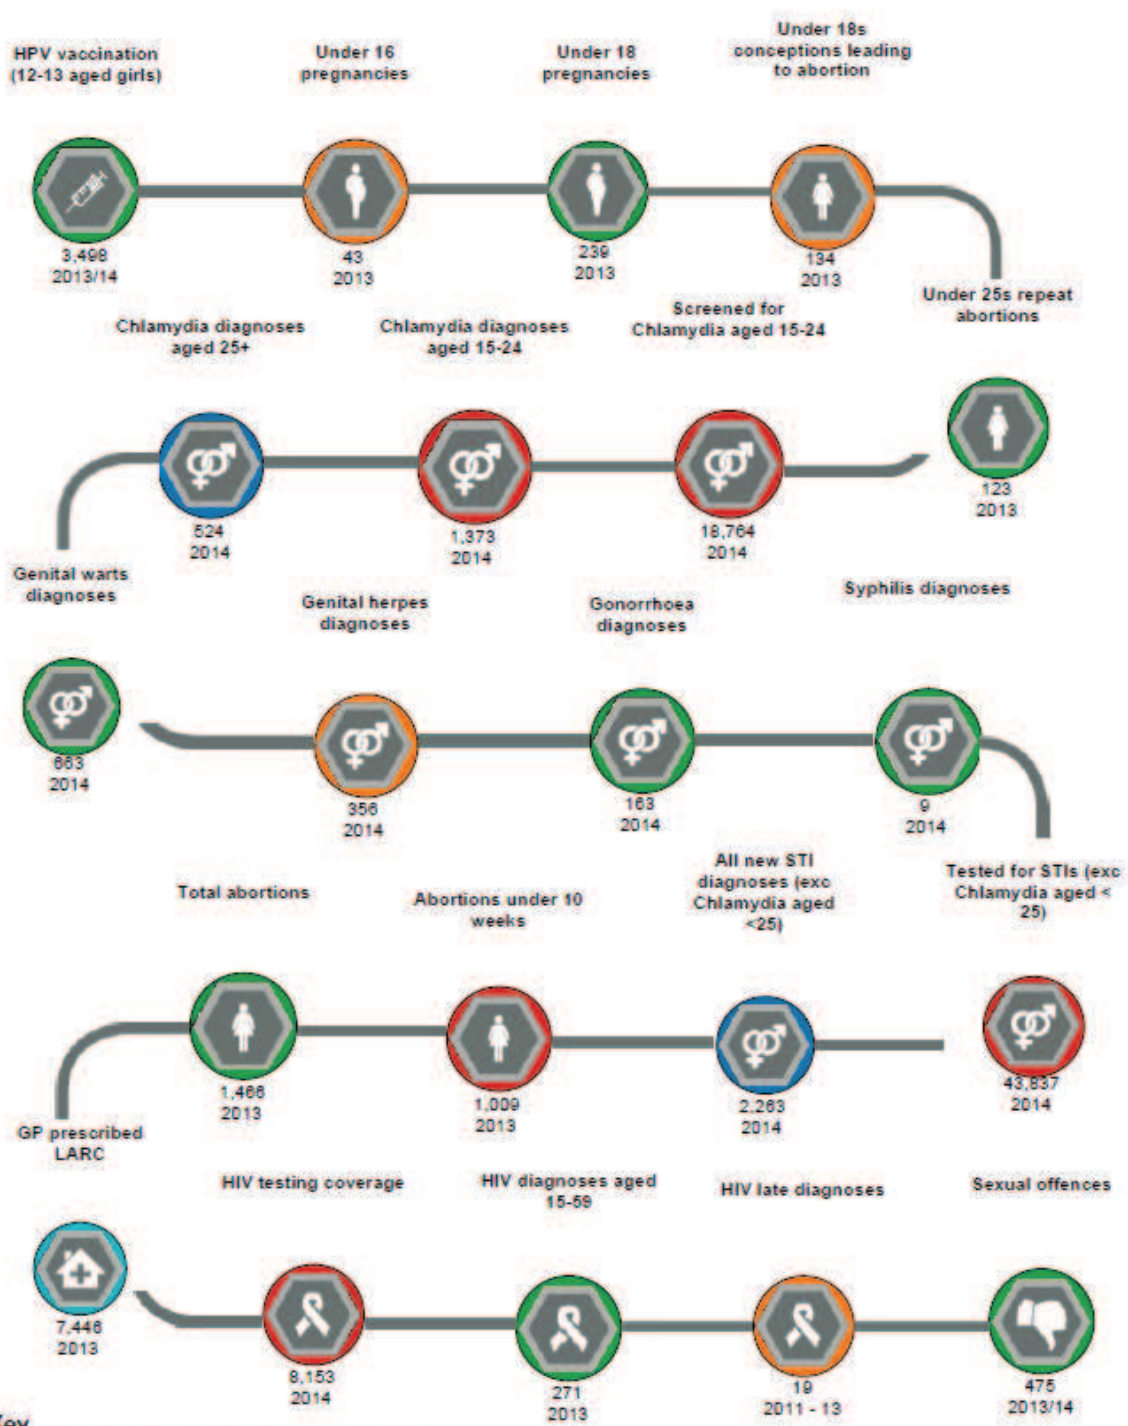 HPV vaccination
(12-13 aged girls)
Under 16
pregnancies
Under 18
pregnancies
Under 18s
conceptions leading
to abortion
3,498
2013/14
43
2013
239
2013
134
2013
Under 25s repeat
abortions
Chlamydia diagnoses
aged 25+
Chlamydia diagnoses
aged 15-24
Screened for
Chlamydia aged 15-24
524
2014
1,373
2014
18,764
2014
123
2013
Genital warts
diagnoses
Genital herpes
diagnoses
Gonorrhoea
diagnoses
Syphilis diagnoses
663
2014
356
2014
163
2014
9
2014
Total abortions
Abortions under 10
weeks
All new STI
diagnoses (exc
Chlamydia aged
<25)
Tested for STIs (exc
Chlamydia aged <
25)
1,466
2013
1,009
2013
2,263
2014
43,837
2014
GP prescribed
LARC
HIV testing coverage
HIV diagnoses aged
15-59
HIV late diagnoses
Sexual offences
7,446
2013
8,153
2014
271
2013
19
2011 - 13
475
2013/14